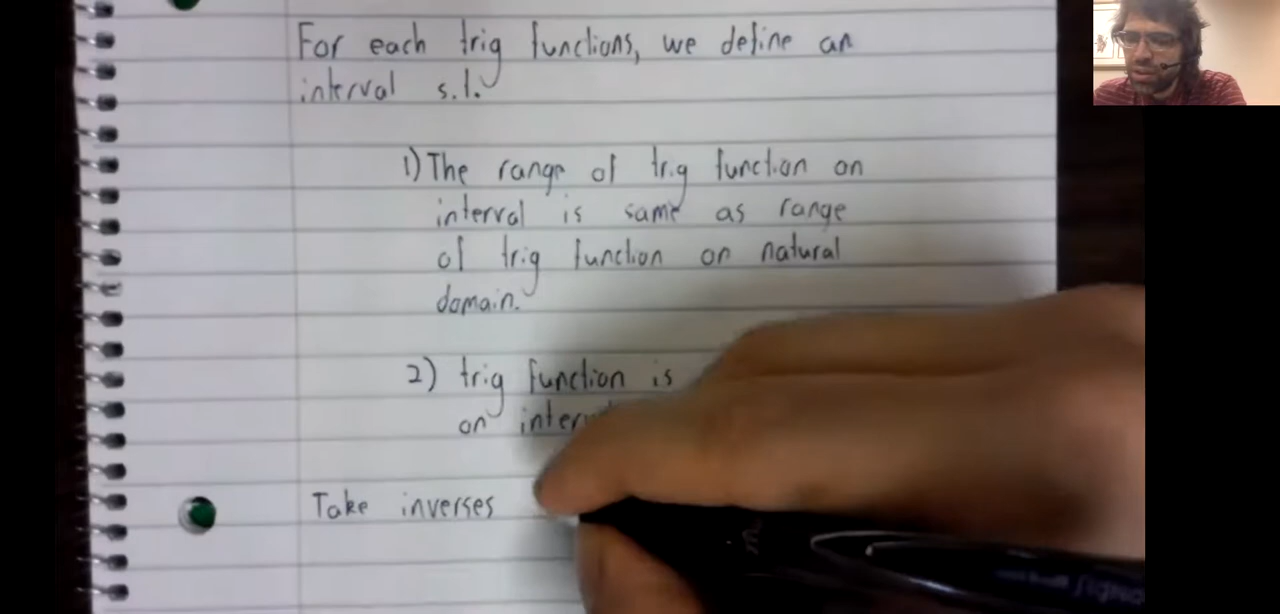 For each trig functions, we define an
interval s.t.
1) The range of trig function on
interval is same as range
of trig function on natural
domain.
2) trig function is
on
Take inverses